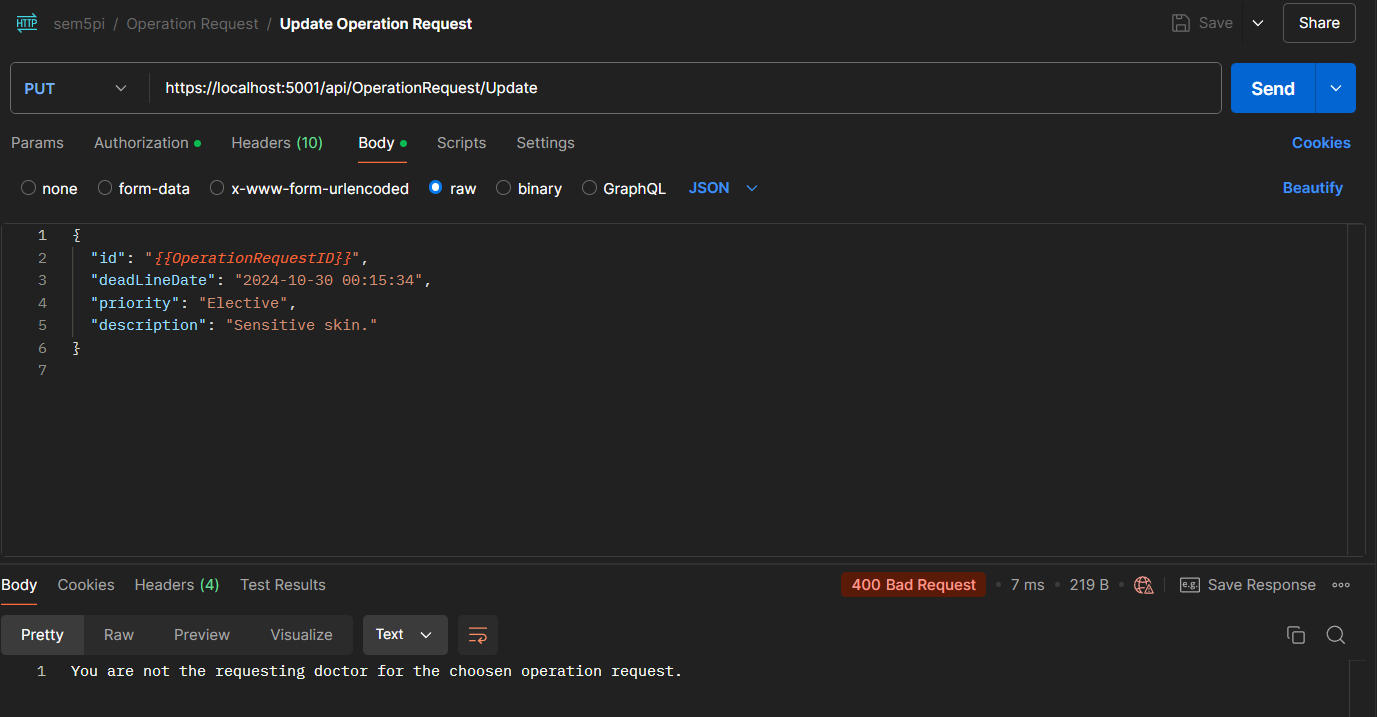 HTTP sem5pi / Operation Request / Update Operation Request Save Share
PUT https://localhost:5001/api/OperationRequest/Update Send
Params Authorization Headers (10) Body Scripts Settings Cookies
none form-data x-www-form-urlencoded raw binary GraphQL JSON Beautify
1 {
2 "id": "{{OperationRequestID}}",
3 "deadLineDate": "2024-10-30 00:15:34",
4 "priority": "Elective",
5 "description": "Sensitive skin."
6 }
7
Body Cookies Headers (4) Test Results 400 Bad Request 7 ms 219 B e.g. Save Response
Pretty Raw Preview Visualize Text
1 You are not the requesting doctor for the choosen operation request.